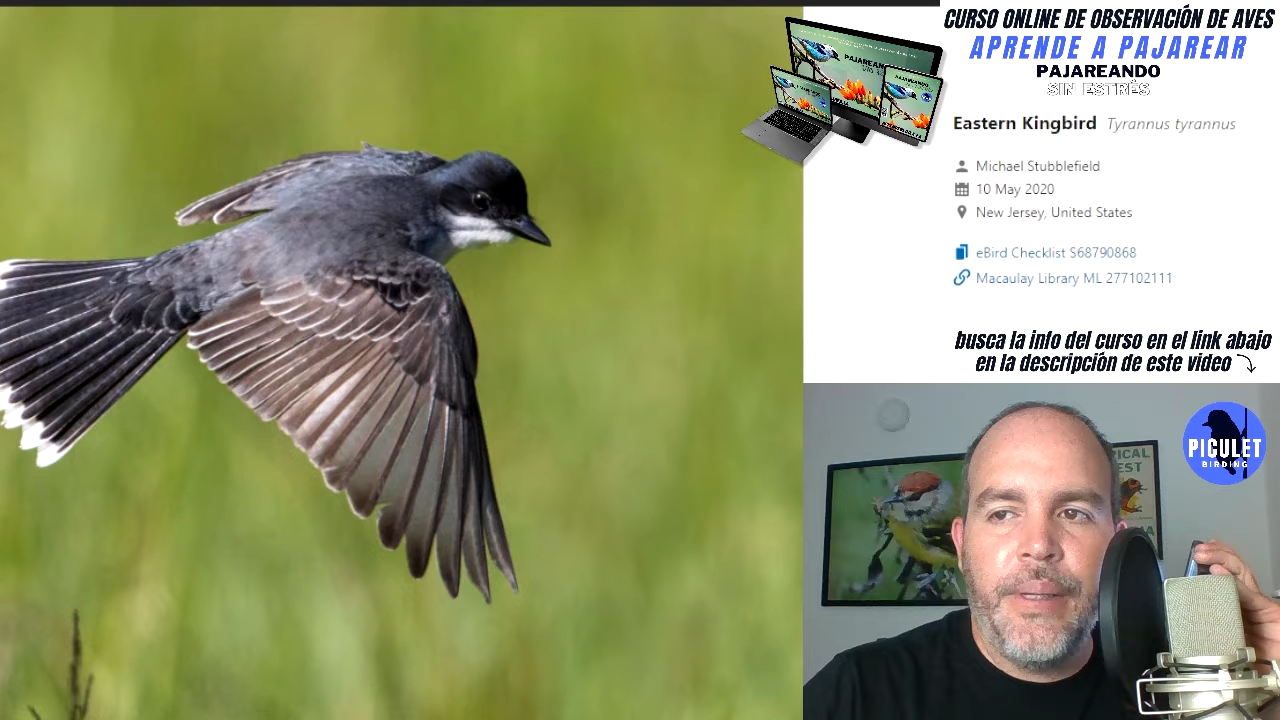 CURSO ONLINE DE OBSERVACIÓN DE AVES
APRENDE A PAJAREAR
PAJAREANDO
SIN ESTRÉS
Eastern Kingbird Tyrannus tyrannus
Michael Stubblefield
10 May 2020
New Jersey, United States
eBird Checklist S68790868
Macaulay Library ML 277102111
busca la info del curso en el link abajo
en la descripción de este video
PICULET
BIRDING